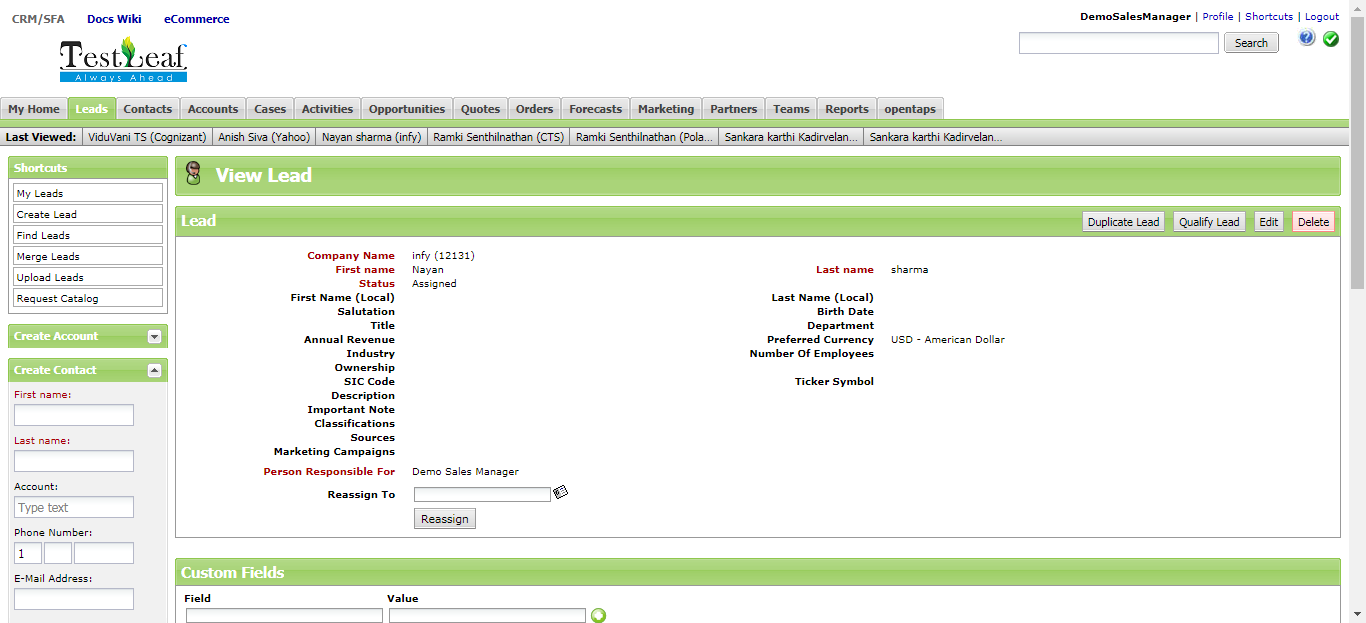 CRM/SFA Docs Wiki eCommerce
DemoSalesManager | Profile | Shortcuts | Logout
Search
TestLeaf
Always Ahead
My Home Leads Contacts Accounts Cases Activities Opportunities Quotes Orders Forecasts Marketing Partners Teams Reports opentaps
Last Viewed: ViduVani TS (Cognizant) Anish Siva (Yahoo) Nayan sharma (infy) Ramki Senthilnathan (CTS) Ramki Senthilnathan (Pola... Sankara karthi Kadirvelan... Sankara karthi Kadirvelan...
Shortcuts
My Leads
Create Lead
Find Leads
Merge Leads
Upload Leads
Request Catalog
Create Account
Create Contact
First name:
Last name:
Account:
Type text
Phone Number:
1
E-Mail Address:
View Lead
Lead Duplicate Lead Qualify Lead Edit Delete
Company Name infy (12131)
First name Nayan Last name sharma
Status Assigned
First Name (Local) Last Name (Local)
Salutation Birth Date
Title Department
Annual Revenue Preferred Currency USD - American Dollar
Industry Number Of Employees
Ownership
SIC Code Ticker Symbol
Description
Important Note
Classifications
Sources
Marketing Campaigns
Person Responsible For Demo Sales Manager
Reassign To
Reassign
Custom Fields
Field Value